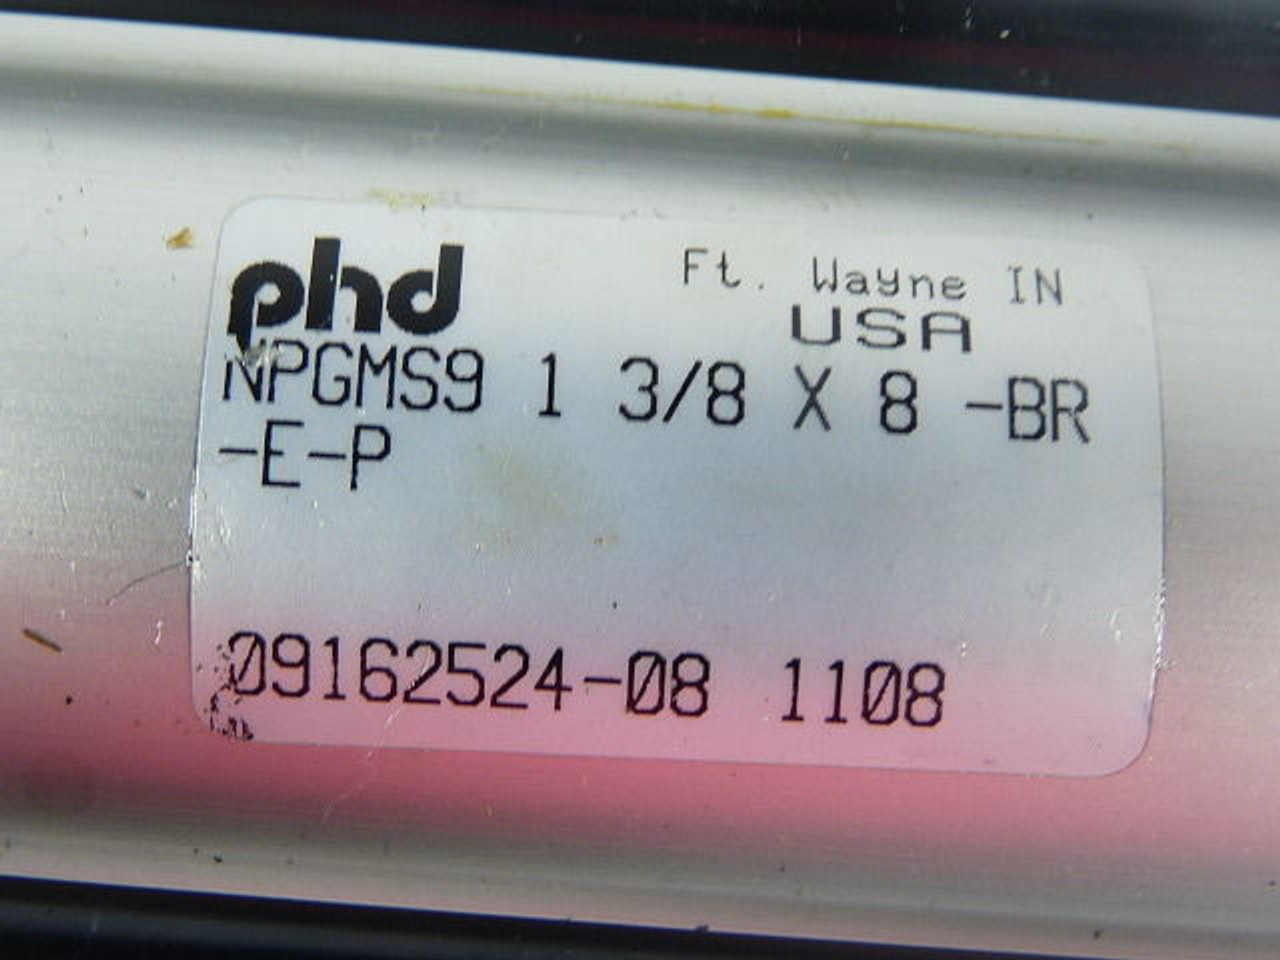 phd Ft. Wayne IN
USA
NPGMS9 1 3/8 X 8 -BR
-E-P
09162524-08 1108